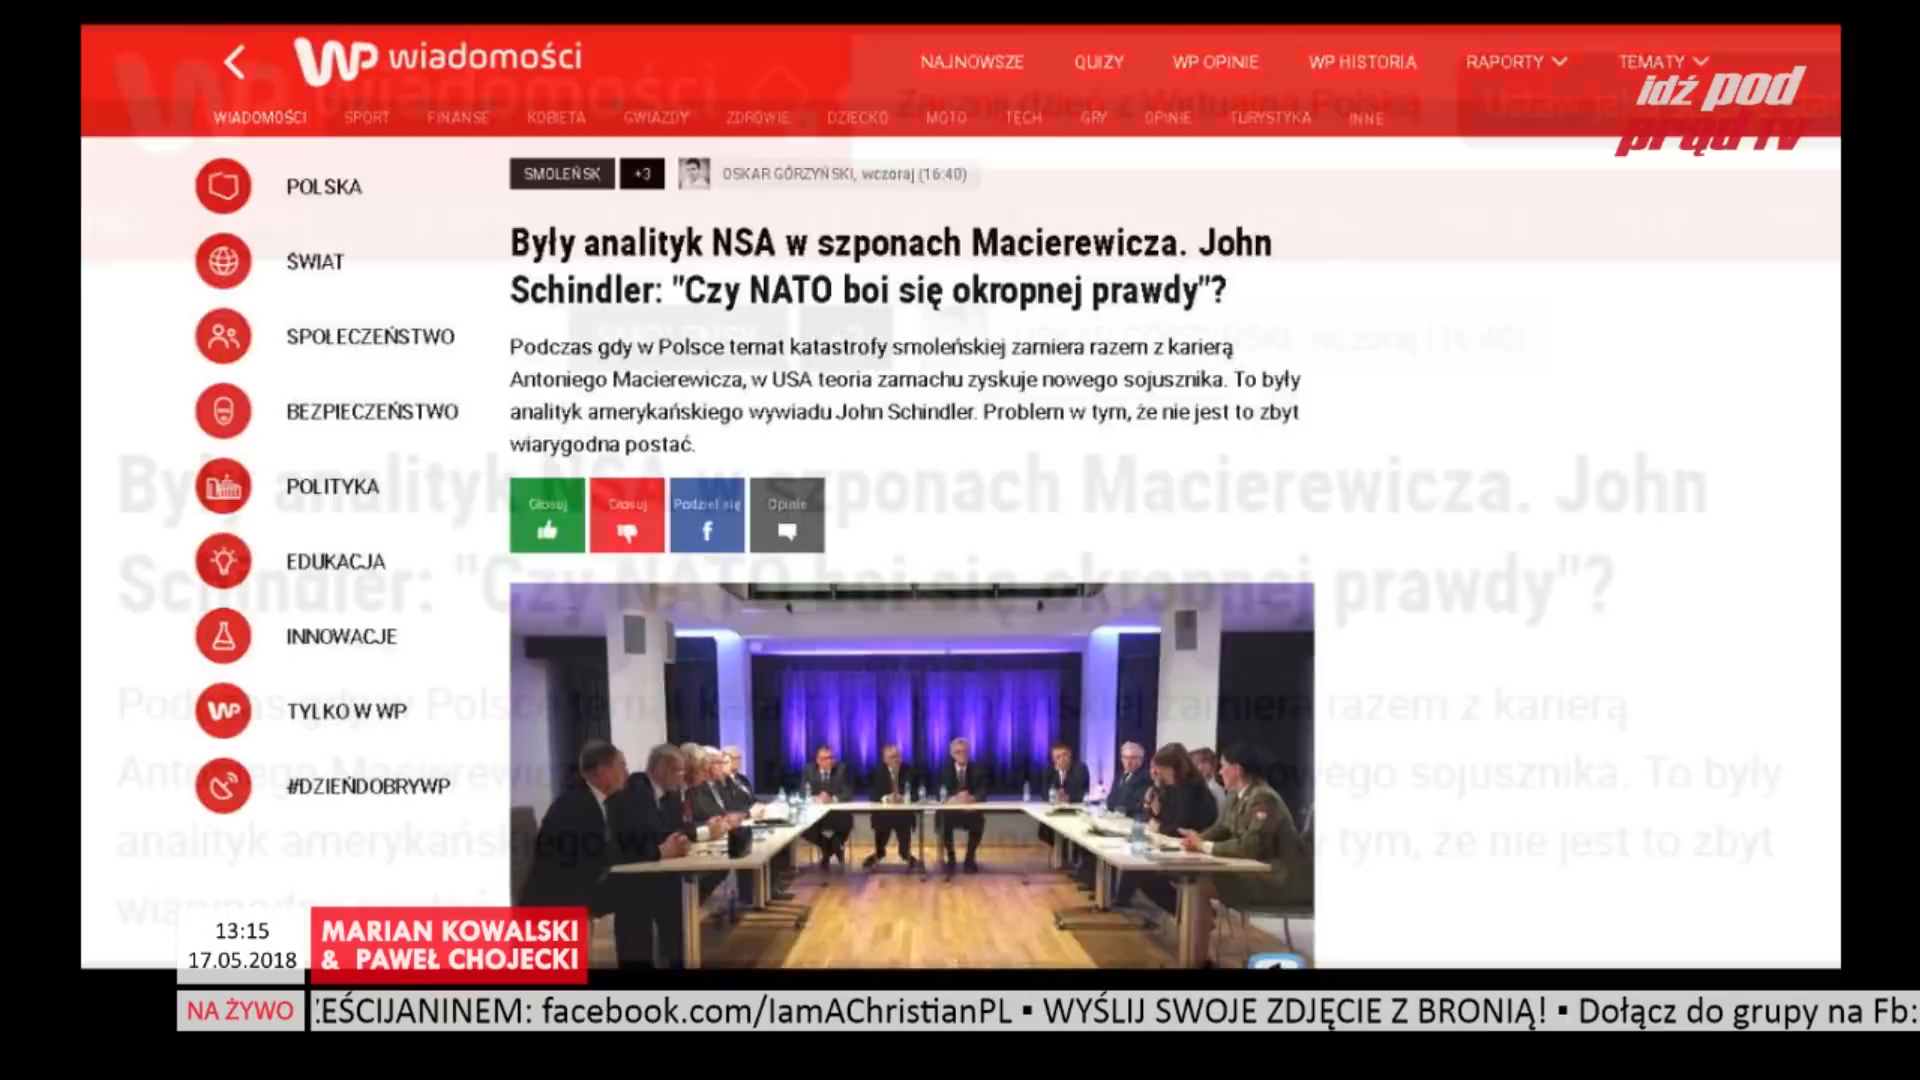 WP wiadomości
NAJNOWSZE QUIZY WP OPINIE WP HISTORIA RAPORTY TEMATY
idź pod
prąd TV
WIADOMOŚCI SPORT FINANSE KOBIETA GWIAZDY ZDROWIE DZIECKO MOTO TECH GRY OPINIE TURYSTYKA INNE
POLSKA
ŚWIAT
SPOŁECZEŃSTWO
BEZPIECZEŃSTWO
POLITYKA
EDUKACJA
INNOWACJE
WP TYLKO W WP
#DZIEŃDOBRYWP
SMOLEŃSK +3 OSKAR GÓRZYŃSKI, wczoraj (16:40)
Były analityk NSA w szponach Macierewicza. John
Schindler: "Czy NATO boi się okropnej prawdy"?
Podczas gdy w Polsce temat katastrofy smoleńskiej zamiera razem z karierą
Antoniego Macierewicza, w USA teoria zamachu zyskuje nowego sojusznika. To były
analityk amerykańskiego wywiadu John Schindler. Problem w tym, że nie jest to zbyt
wiarygodna postać.
Głosuj Głosuj Podziel się Opinie
13:15
17.05.2018
MARIAN KOWALSKI
& PAWEŁ CHOJECKI
NA ŻYWO
EŚCIJANINEM: facebook.com/IamAChristianPL ▪ WYŚLIJ SWOJE ZDJĘCIE Z BRONIĄ! ▪ Dołącz do grupy na Fb: